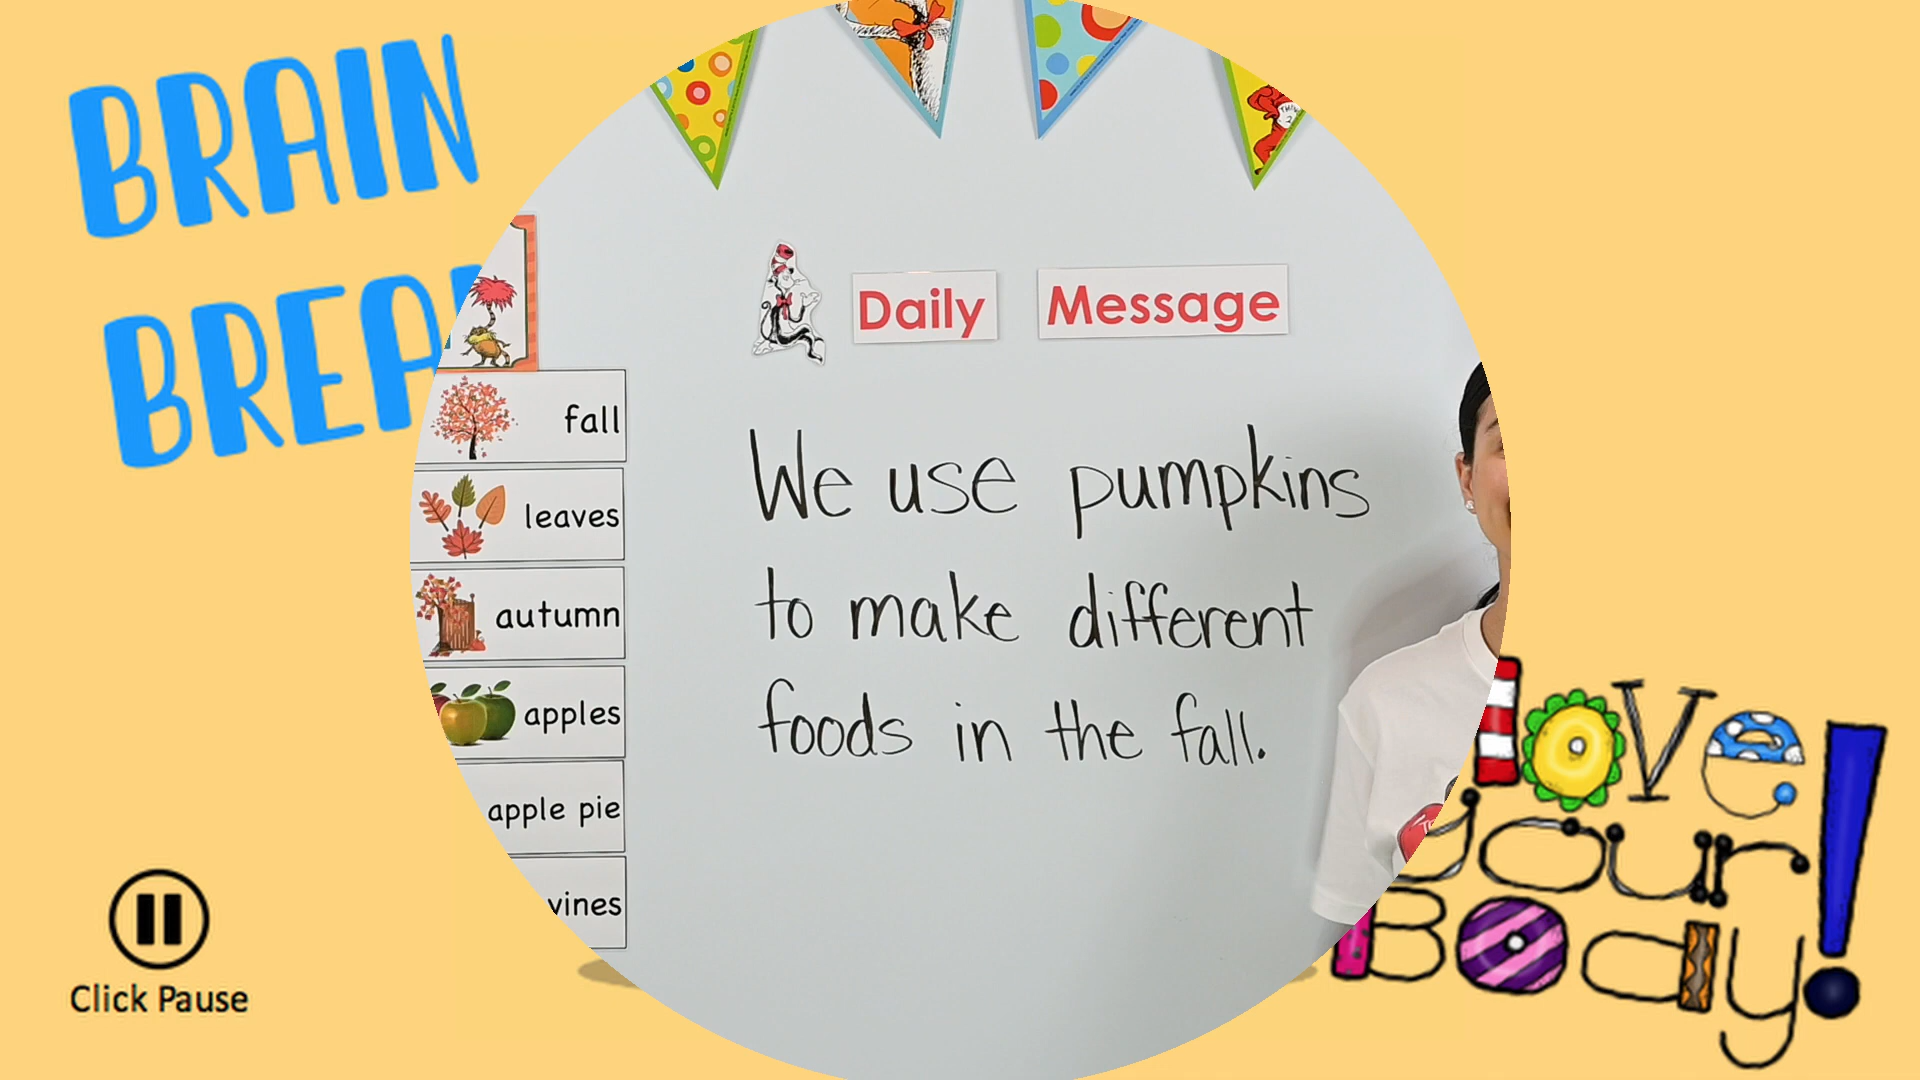 BRAIN
BREA
Daily Message
We use pumpkins
to make different
foods in the fall.
fall
leaves
autumn
apples
apple pie
vines
Click Pause
love
your
Body!